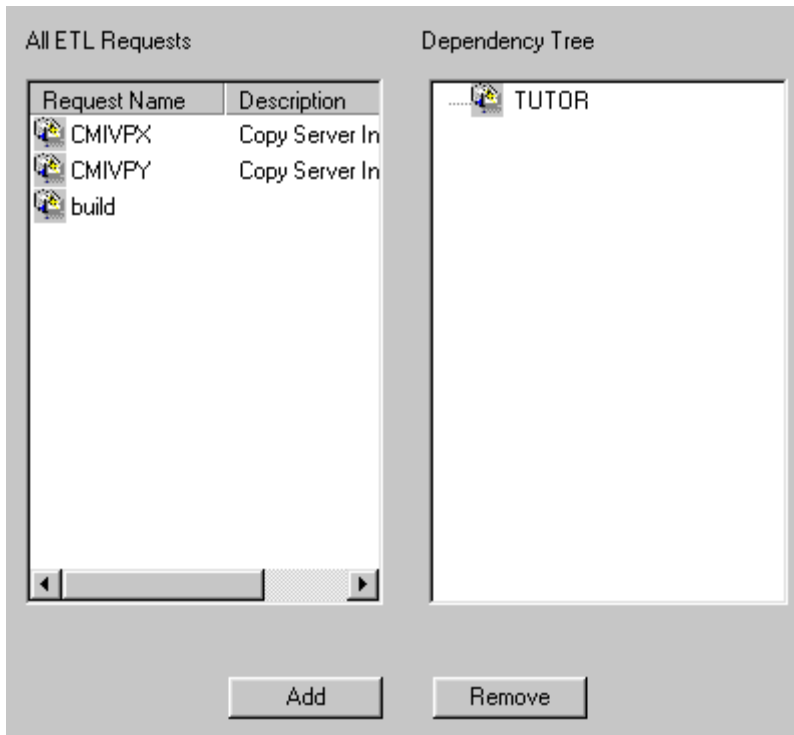 All ETL Requests
Dependency Tree
Request Name Description
CMIVPX Copy Server In
CMIVPY Copy Server In
build
TUTOR
Add
Remove